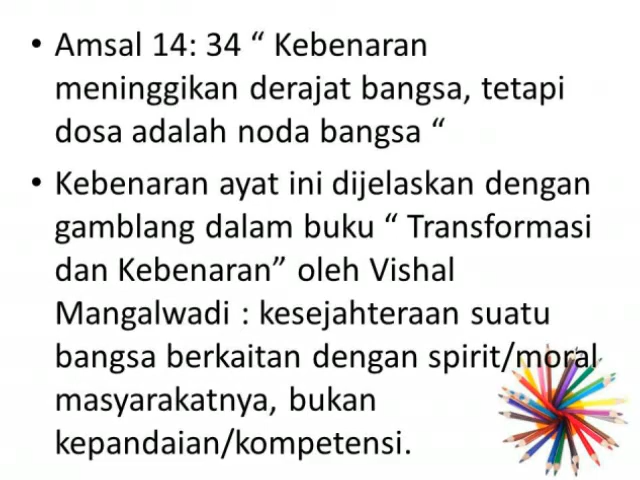 • Amsal 14: 34 “ Kebenaran
meninggikan derajat bangsa, tetapi
dosa adalah noda bangsa “
• Kebenaran ayat ini dijelaskan dengan
gamblang dalam buku “ Transformasi
dan Kebenaran” oleh Vishal
Mangalwadi : kesejahteraan suatu
bangsa berkaitan dengan spirit/moral
masyarakatnya, bukan
kepandaian/kompetensi.